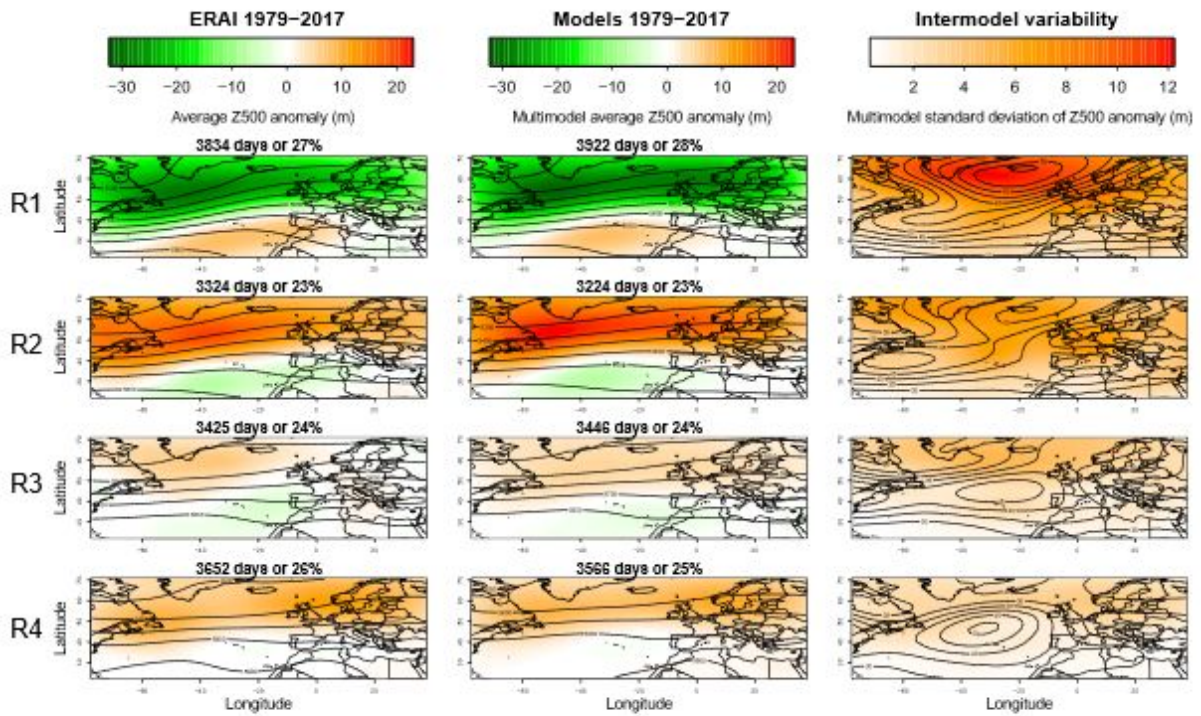 ERAI 1979−2017 Models 1979−2017 Intermodel variability
−30 −20 −10 0 10 20 −30 −20 −10 0 10 20 2 4 6 8 10 12
Average Z500 anomaly (m) Multimodel average Z500 anomaly (m) Multimodel standard deviation of Z500 anomaly (m)
3834 days or 27% 3922 days or 28%
R1 Latitude
3324 days or 23% 3224 days or 23%
R2 Latitude
3425 days or 24% 3446 days or 24%
R3 Latitude
3652 days or 26% 3566 days or 25%
R4 Latitude
Longitude Longitude Longitude